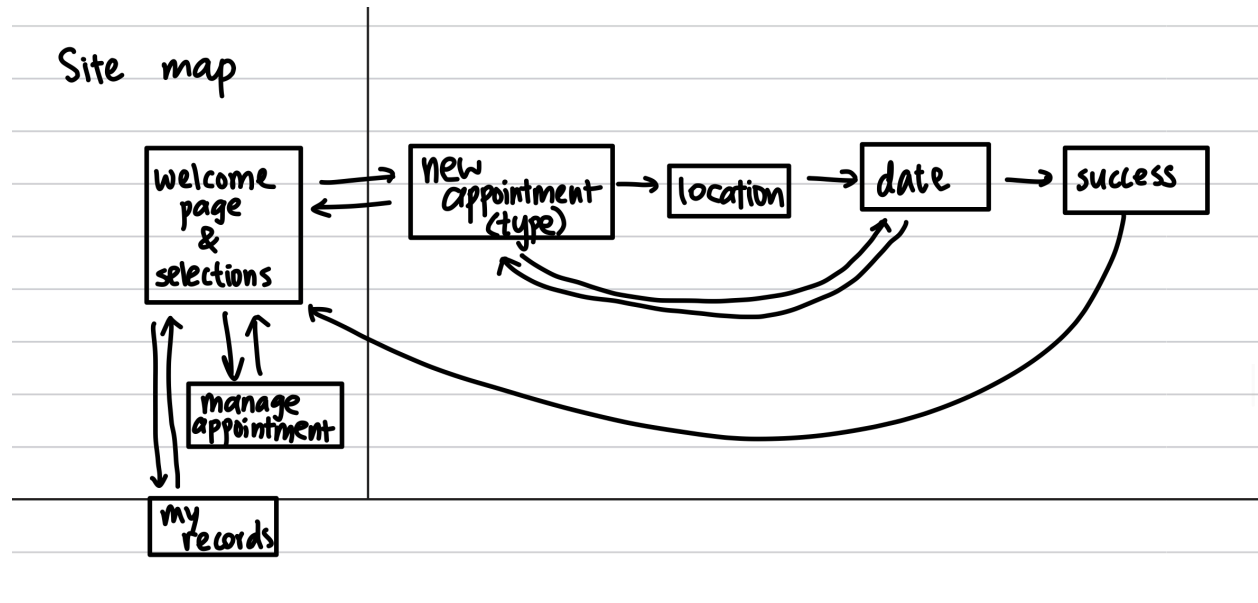 Site map
welcome
page
&
selections
new
appointment
(type)
location
date
success
manage
appointment
my
records